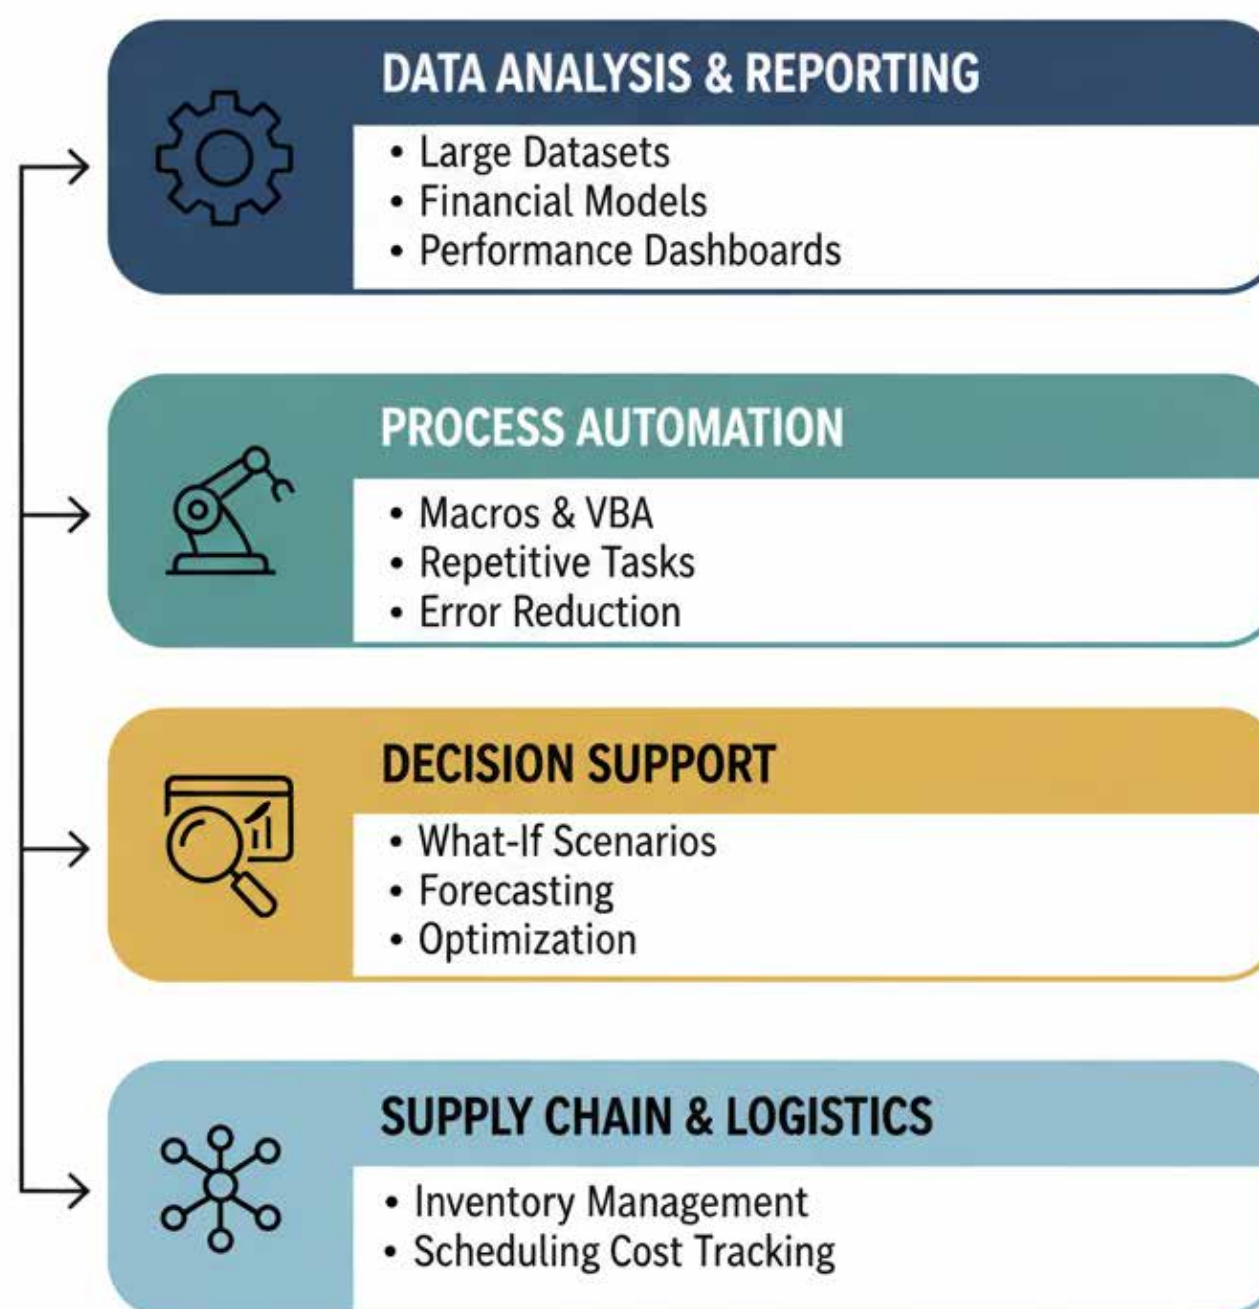 DATA ANALYSIS & REPORTING
• Large Datasets
• Financial Models
• Performance Dashboards
PROCESS AUTOMATION
• Macros & VBA
• Repetitive Tasks
• Error Reduction
DECISION SUPPORT
• What-If Scenarios
• Forecasting
• Optimization
SUPPLY CHAIN & LOGISTICS
• Inventory Management
• Scheduling Cost Tracking